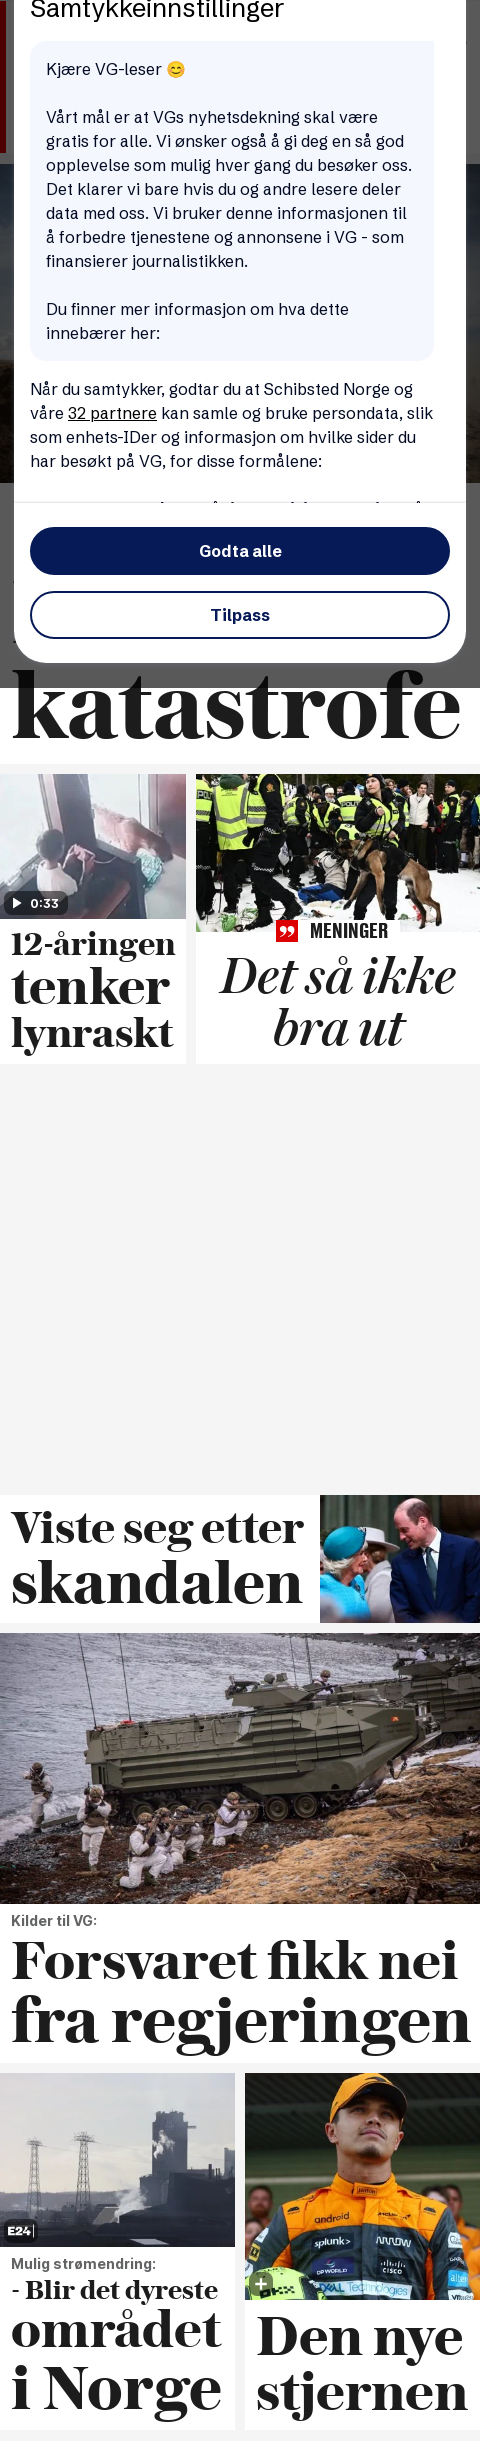 Samtykkeinnstillinger
Kjære VG-leser 😊
Vårt mål er at VGs nyhetsdekning skal være
gratis for alle. Vi ønsker også å gi deg en så god
opplevelse som mulig hver gang du besøker oss.
Det klarer vi bare hvis du og andre lesere deler
data med oss. Vi bruker denne informasjonen til
å forbedre tjenestene og annonsene i VG - som
finansierer journalistikken.
Du finner mer informasjon om hva dette
innebærer her:
Når du samtykker, godtar du at Schibsted Norge og
våre 32 partnere kan samle og bruke persondata, slik
som enhets-IDer og informasjon om hvilke sider du
har besøkt på VG, for disse formålene:
Godta alle
Tilpass
katastrofe
0:33
12-åringen
tenker
lynraskt
MENINGER
Det så ikke
bra ut
Viste seg etter
skandalen
Kilder til VG:
Forsvaret fikk nei
fra regjeringen
E24
Mulig strømendring:
- Blir det dyreste
området
i Norge
android
splunk>
DPWORLD
CISCO
DELL Technologies
Den nye
stjernen